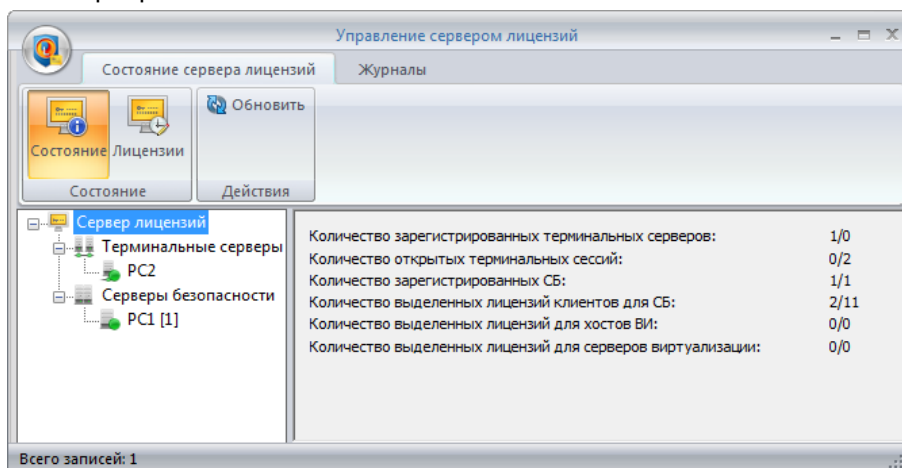 Управление сервером лицензий
Состояние сервера лицензий Журналы
Обновить
Состояние Лицензии
Состояние Действия
Сервер лицензий
Терминальные серверы
PC2
Серверы безопасности
PC1 [1]
Количество зарегистрированных терминальных серверов: 1/0
Количество открытых терминальных сессий: 0/2
Количество зарегистрированных СБ: 1/1
Количество выделенных лицензий клиентов для СБ: 2/11
Количество выделенных лицензий для хостов ВИ: 0/0
Количество выделенных лицензий для серверов виртуализации: 0/0
Всего записей: 1